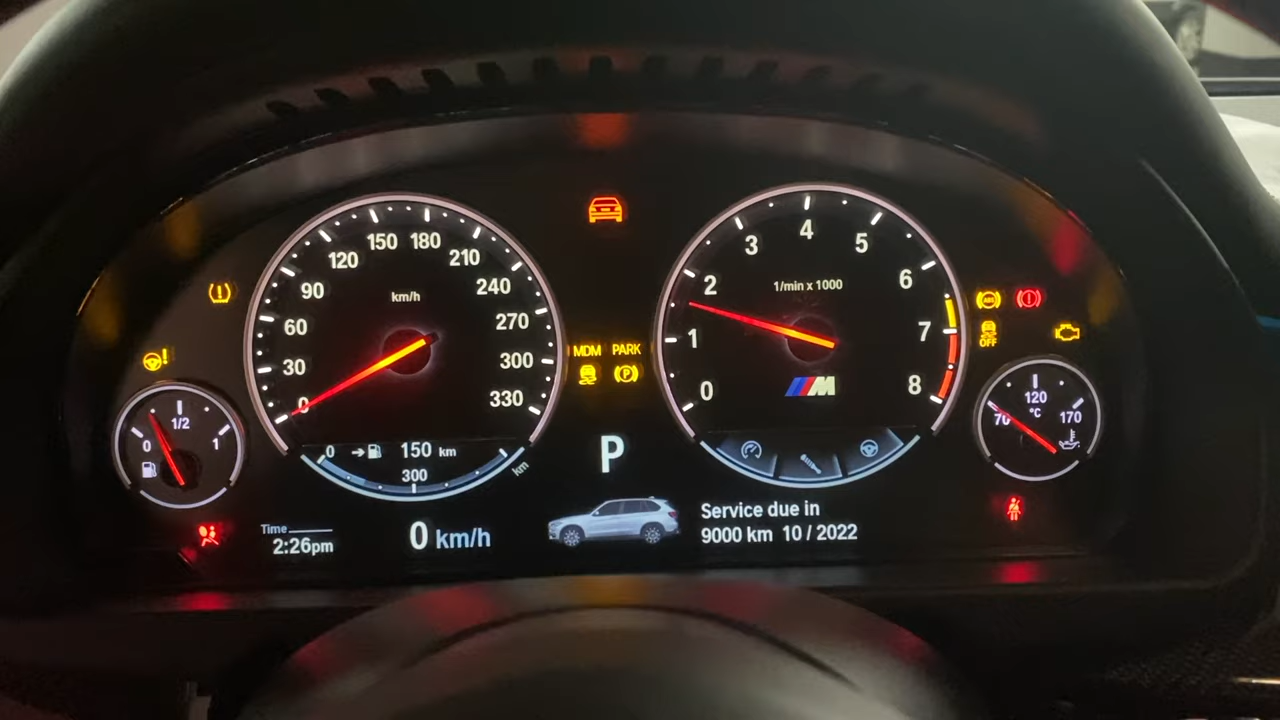 150 180
120 210
90 240
60 270
30 300
0 330
km/h
0 150 km
300
km
3 4 5
2 6
1 7
0 8
1/min x 1000
M
MDM PARK
P
P
ABS
OFF
0 1/2 1
70 120 170
°C
Time
2:26pm
0 km/h
Service due in
9000 km 10 / 2022